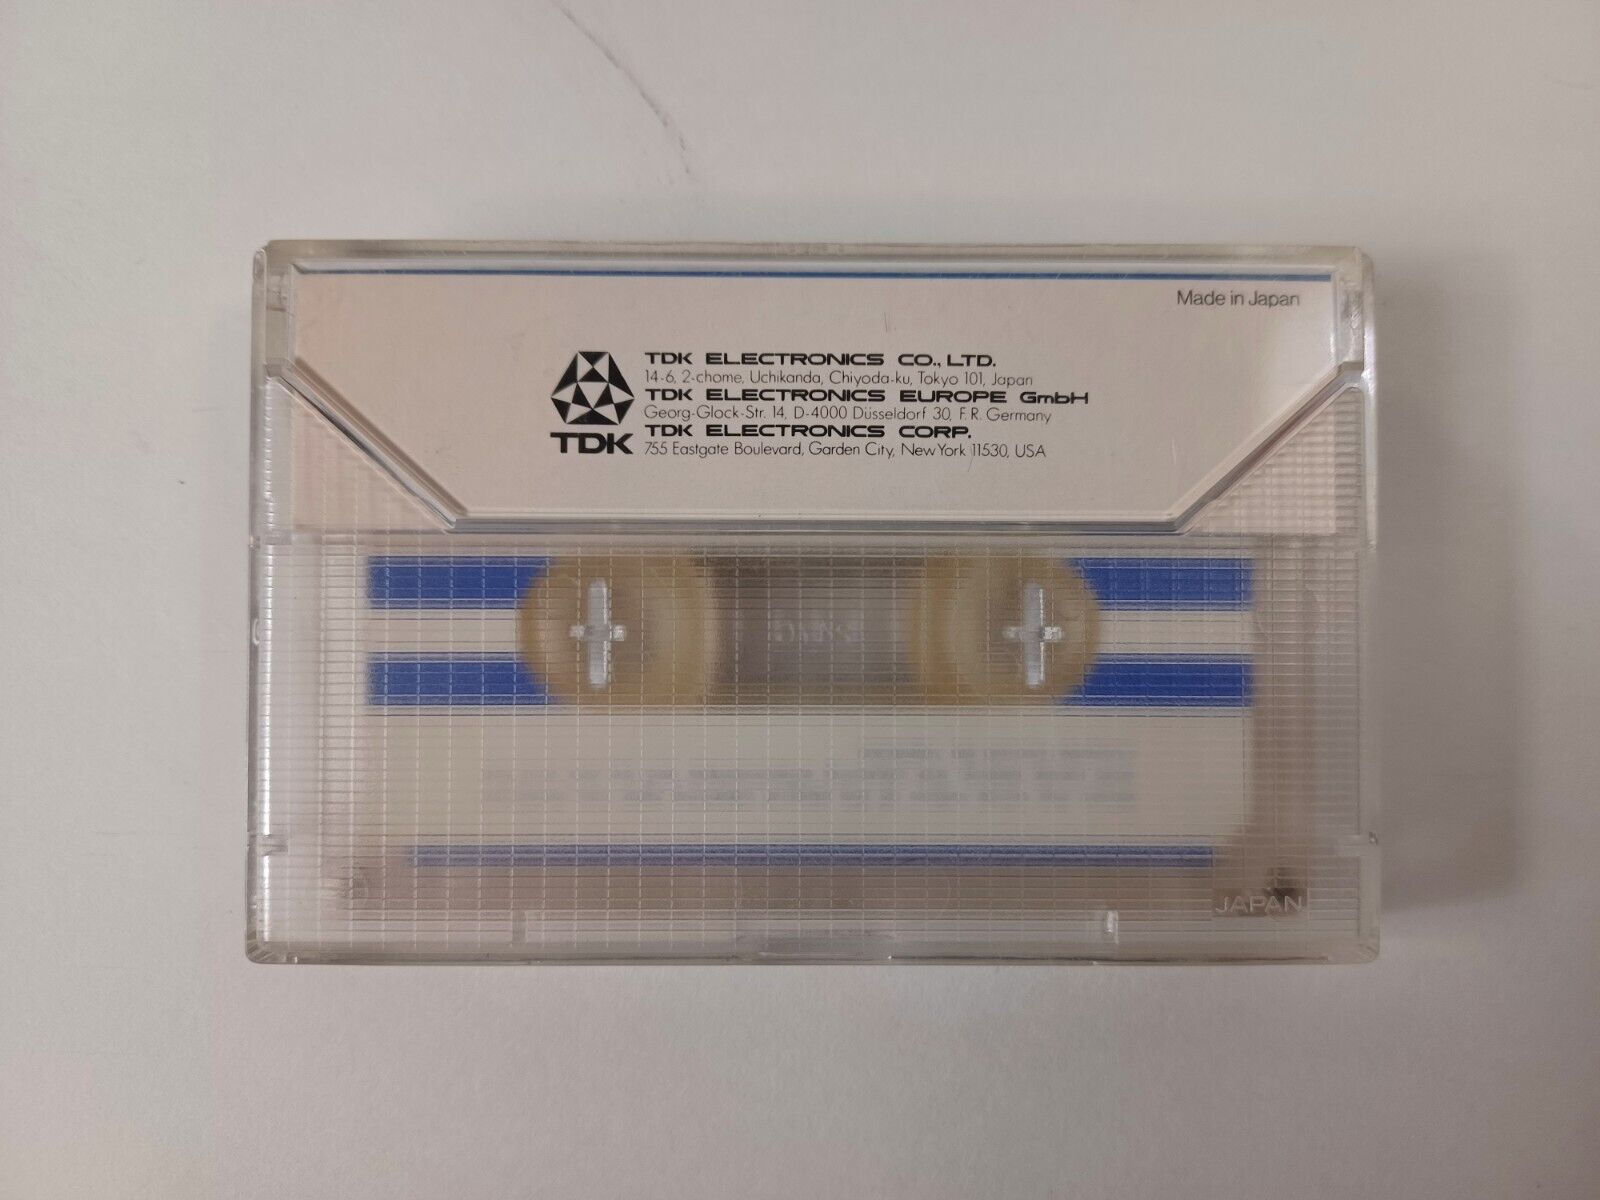 Made in Japan
TDK ELECTRONICS CO., LTD.
14-6, 2-chome, Uchikanda, Chiyoda-ku, Tokyo 101, Japan
TDK ELECTRONICS EUROPE GmbH
Georg-Glock-Str. 14, D-4000 Düsseldorf 30, F.R. Germany
TDK ELECTRONICS CORP.
755 Eastgate Boulevard, Garden City, New York 11530, USA
TDK
JAPAN